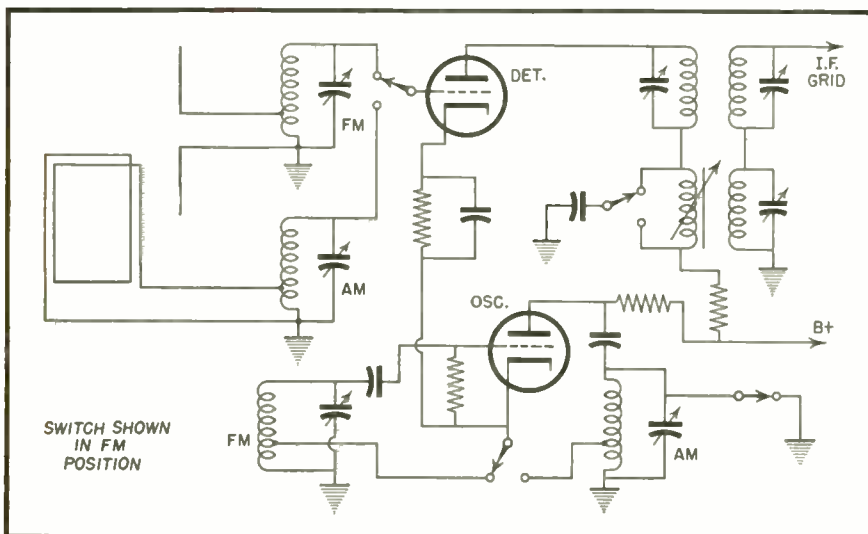 DET.
I.F.
GRID
FM
AM
OSC.
B+
SWITCH SHOWN
IN FM
POSITION
FM
AM